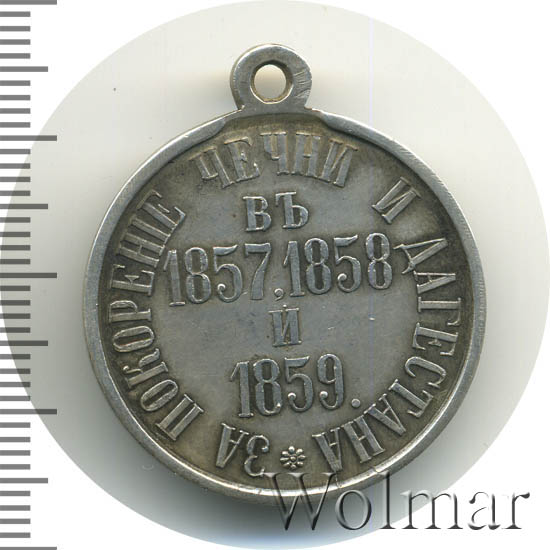 ЗА ПОКОРЕНІЕ ЧЕЧНИ И ДАГЕСТАНА
ВЪ
1857, 1858
И
1859.
Wolmar